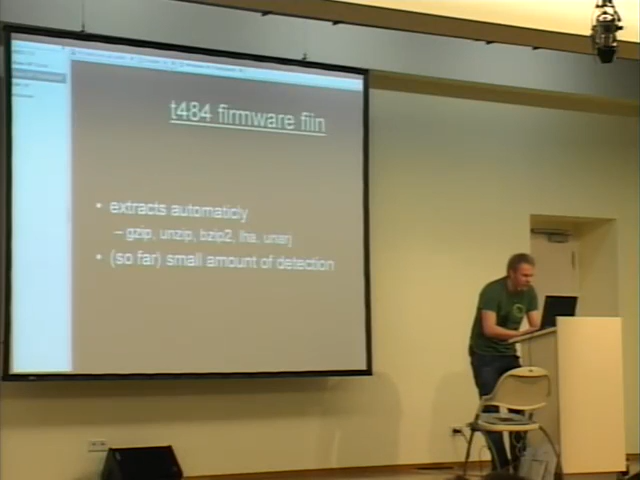 t484 firmware fiin
• extracts automaticly
– gzip, unzip, bzip2, lha, unarj
• (so far) small amount of detection